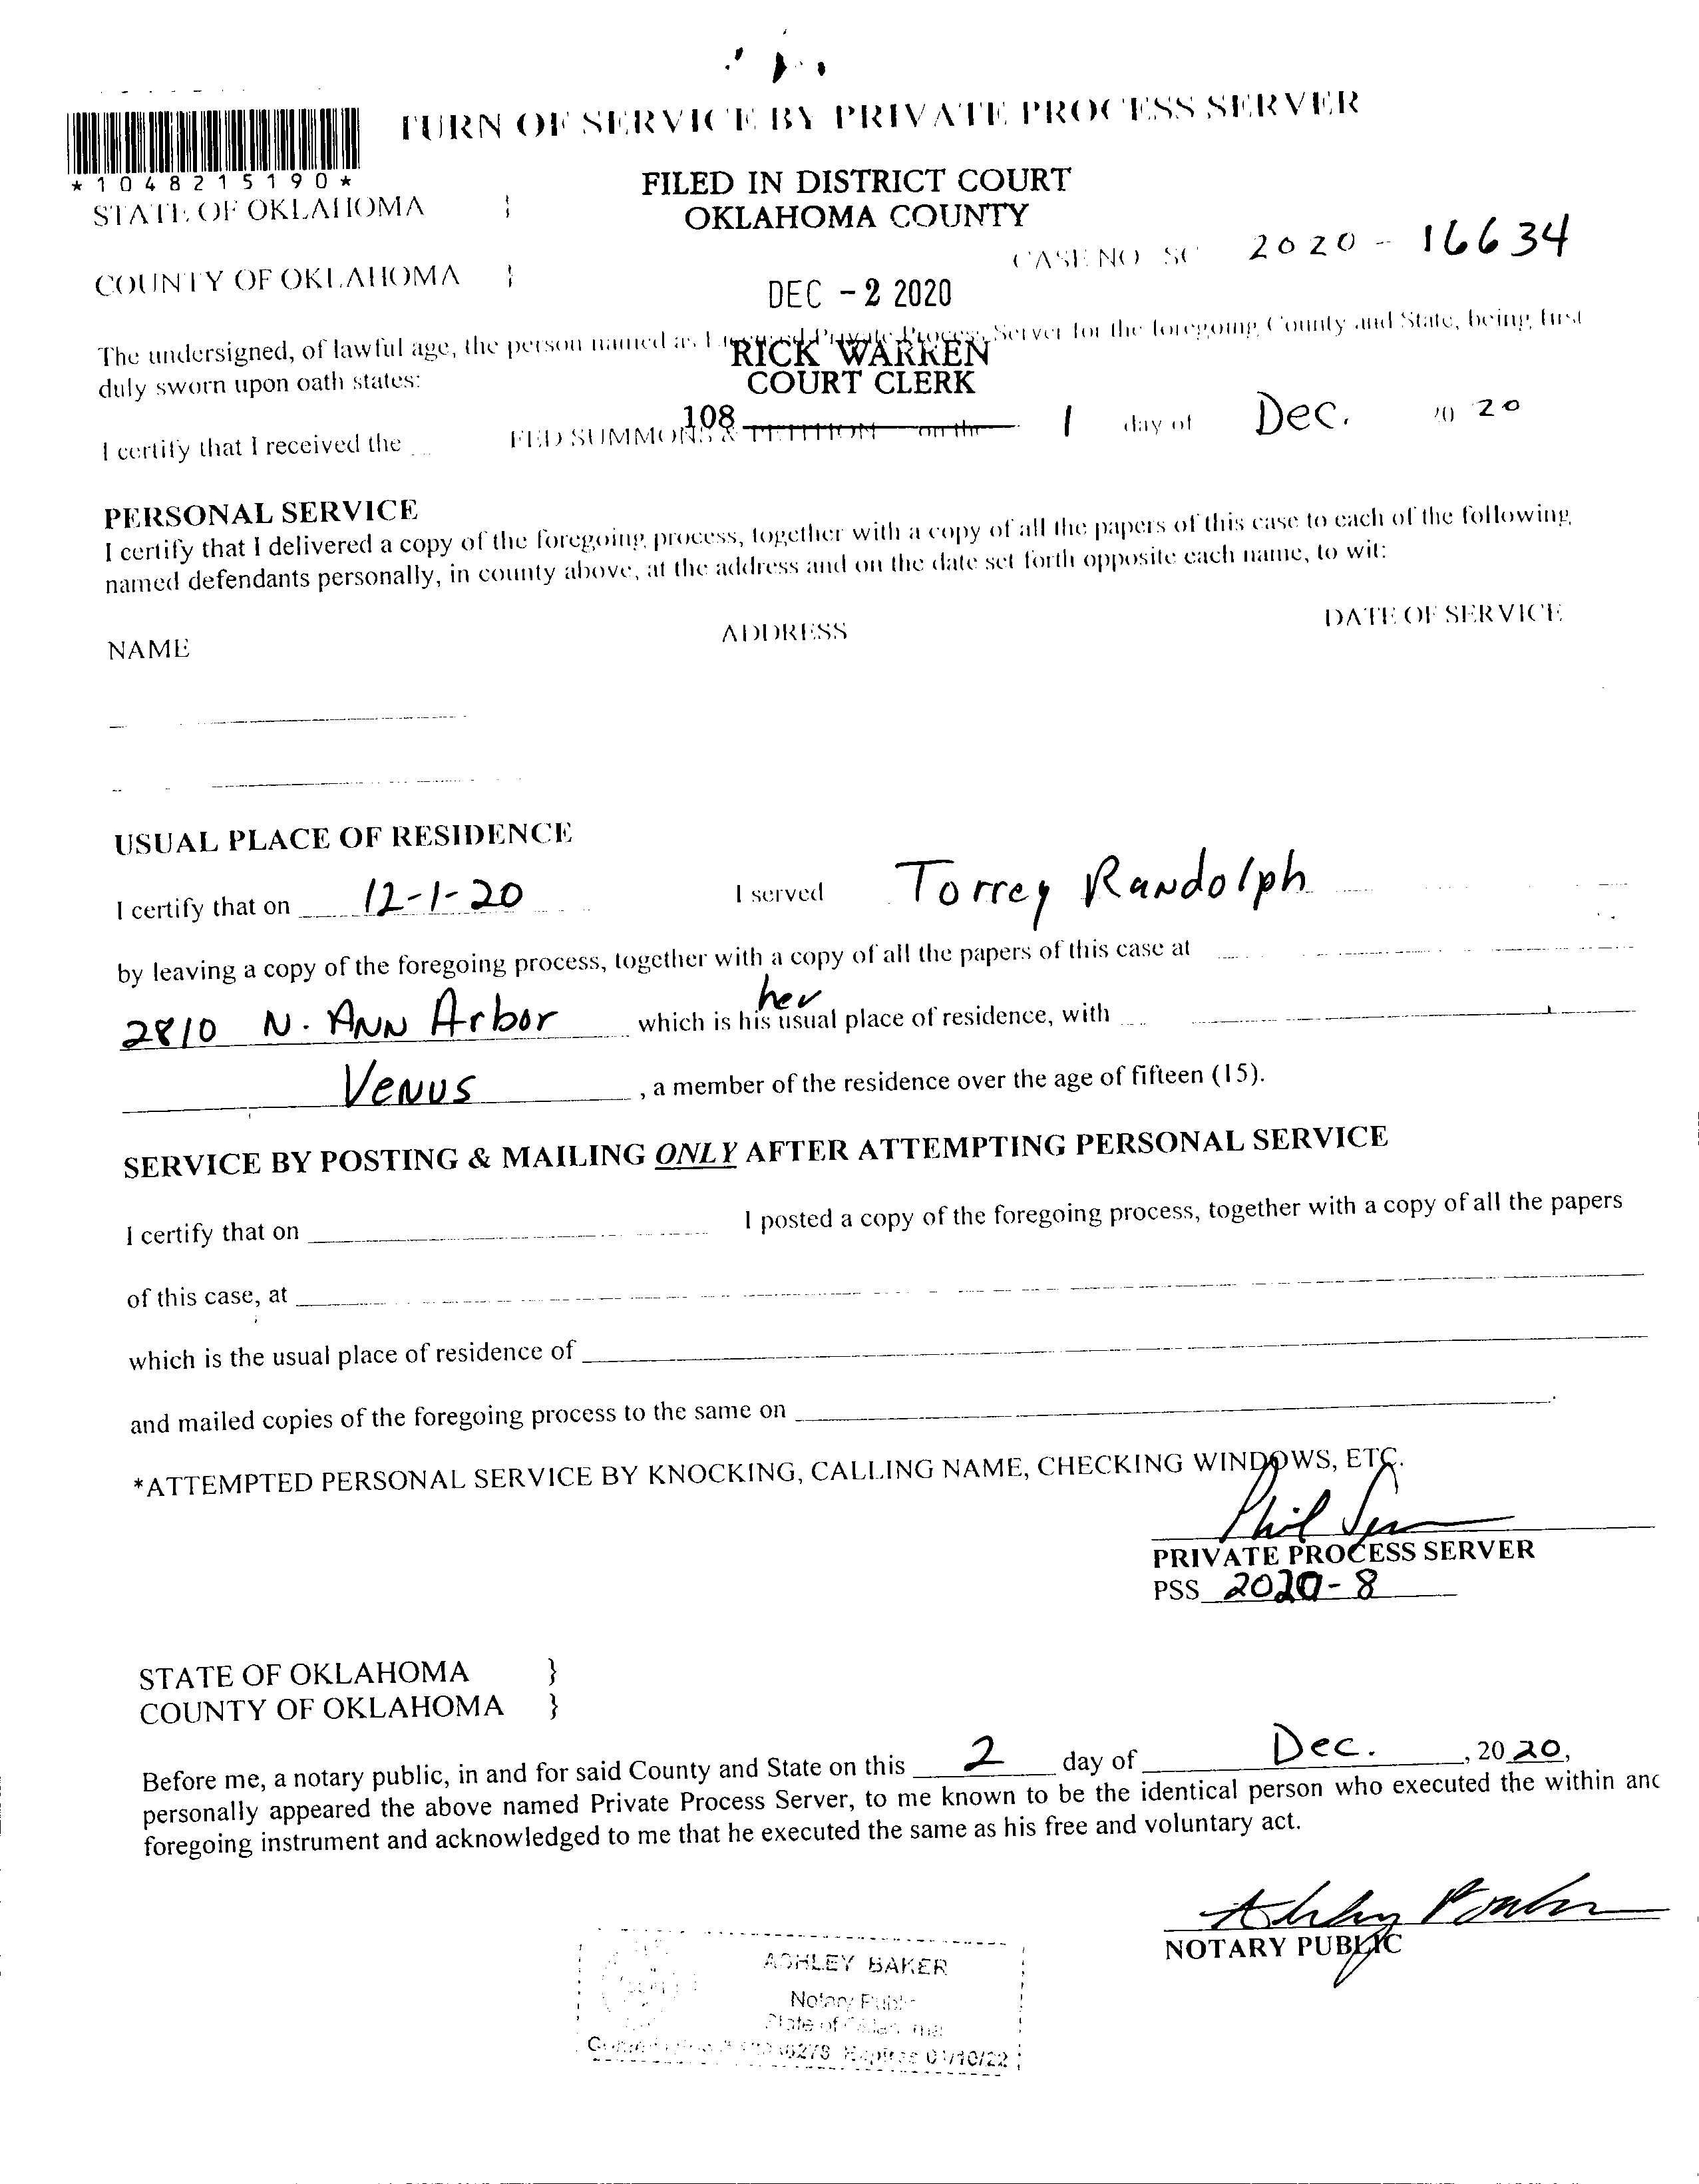 TURN OF SERVICE BY PRIVATE PROCESS SERVER
*1048215190*
FILED IN DISTRICT COURT
OKLAHOMA COUNTY
STATE OF OKLAHOMA }
CASE NO SC 2020 - 16634
COUNTY OF OKLAHOMA }
DEC - 2 2020
The undersigned, of lawful age, the person named as Licensed Private Process Server for the foregoing County and State, being first
RICK WARREN
duly sworn upon oath states:
COURT CLERK
108
I certify that I received the FED SUMMONS & PETITION on the 1 day of Dec. 20 20
PERSONAL SERVICE
I certify that I delivered a copy of the foregoing process, together with a copy of all the papers of this case to each of the following
named defendants personally, in county above, at the address and on the date set forth opposite each name, to wit:
NAME ADDRESS DATE OF SERVICE
USUAL PLACE OF RESIDENCE
I certify that on 12-1-20 I served Torrey Randolph
by leaving a copy of the foregoing process, together with a copy of all the papers of this case at
her
2810 N. ANN Arbor which is his usual place of residence, with
Venus , a member of the residence over the age of fifteen (15).
SERVICE BY POSTING & MAILING ONLY AFTER ATTEMPTING PERSONAL SERVICE
I certify that on I posted a copy of the foregoing process, together with a copy of all the papers
of this case, at
which is the usual place of residence of
and mailed copies of the foregoing process to the same on .
*ATTEMPTED PERSONAL SERVICE BY KNOCKING, CALLING NAME, CHECKING WINDOWS, ETC.
Phil
PRIVATE PROCESS SERVER
PSS 2020-8
STATE OF OKLAHOMA }
COUNTY OF OKLAHOMA }
Before me, a notary public, in and for said County and State on this 2 day of Dec. , 20 20,
personally appeared the above named Private Process Server, to me known to be the identical person who executed the within and
foregoing instrument and acknowledged to me that he executed the same as his free and voluntary act.
Ashley
NOTARY PUBLIC
ASHLEY BAKER
Notary Public
State of Oklahoma
Expires 01/10/22